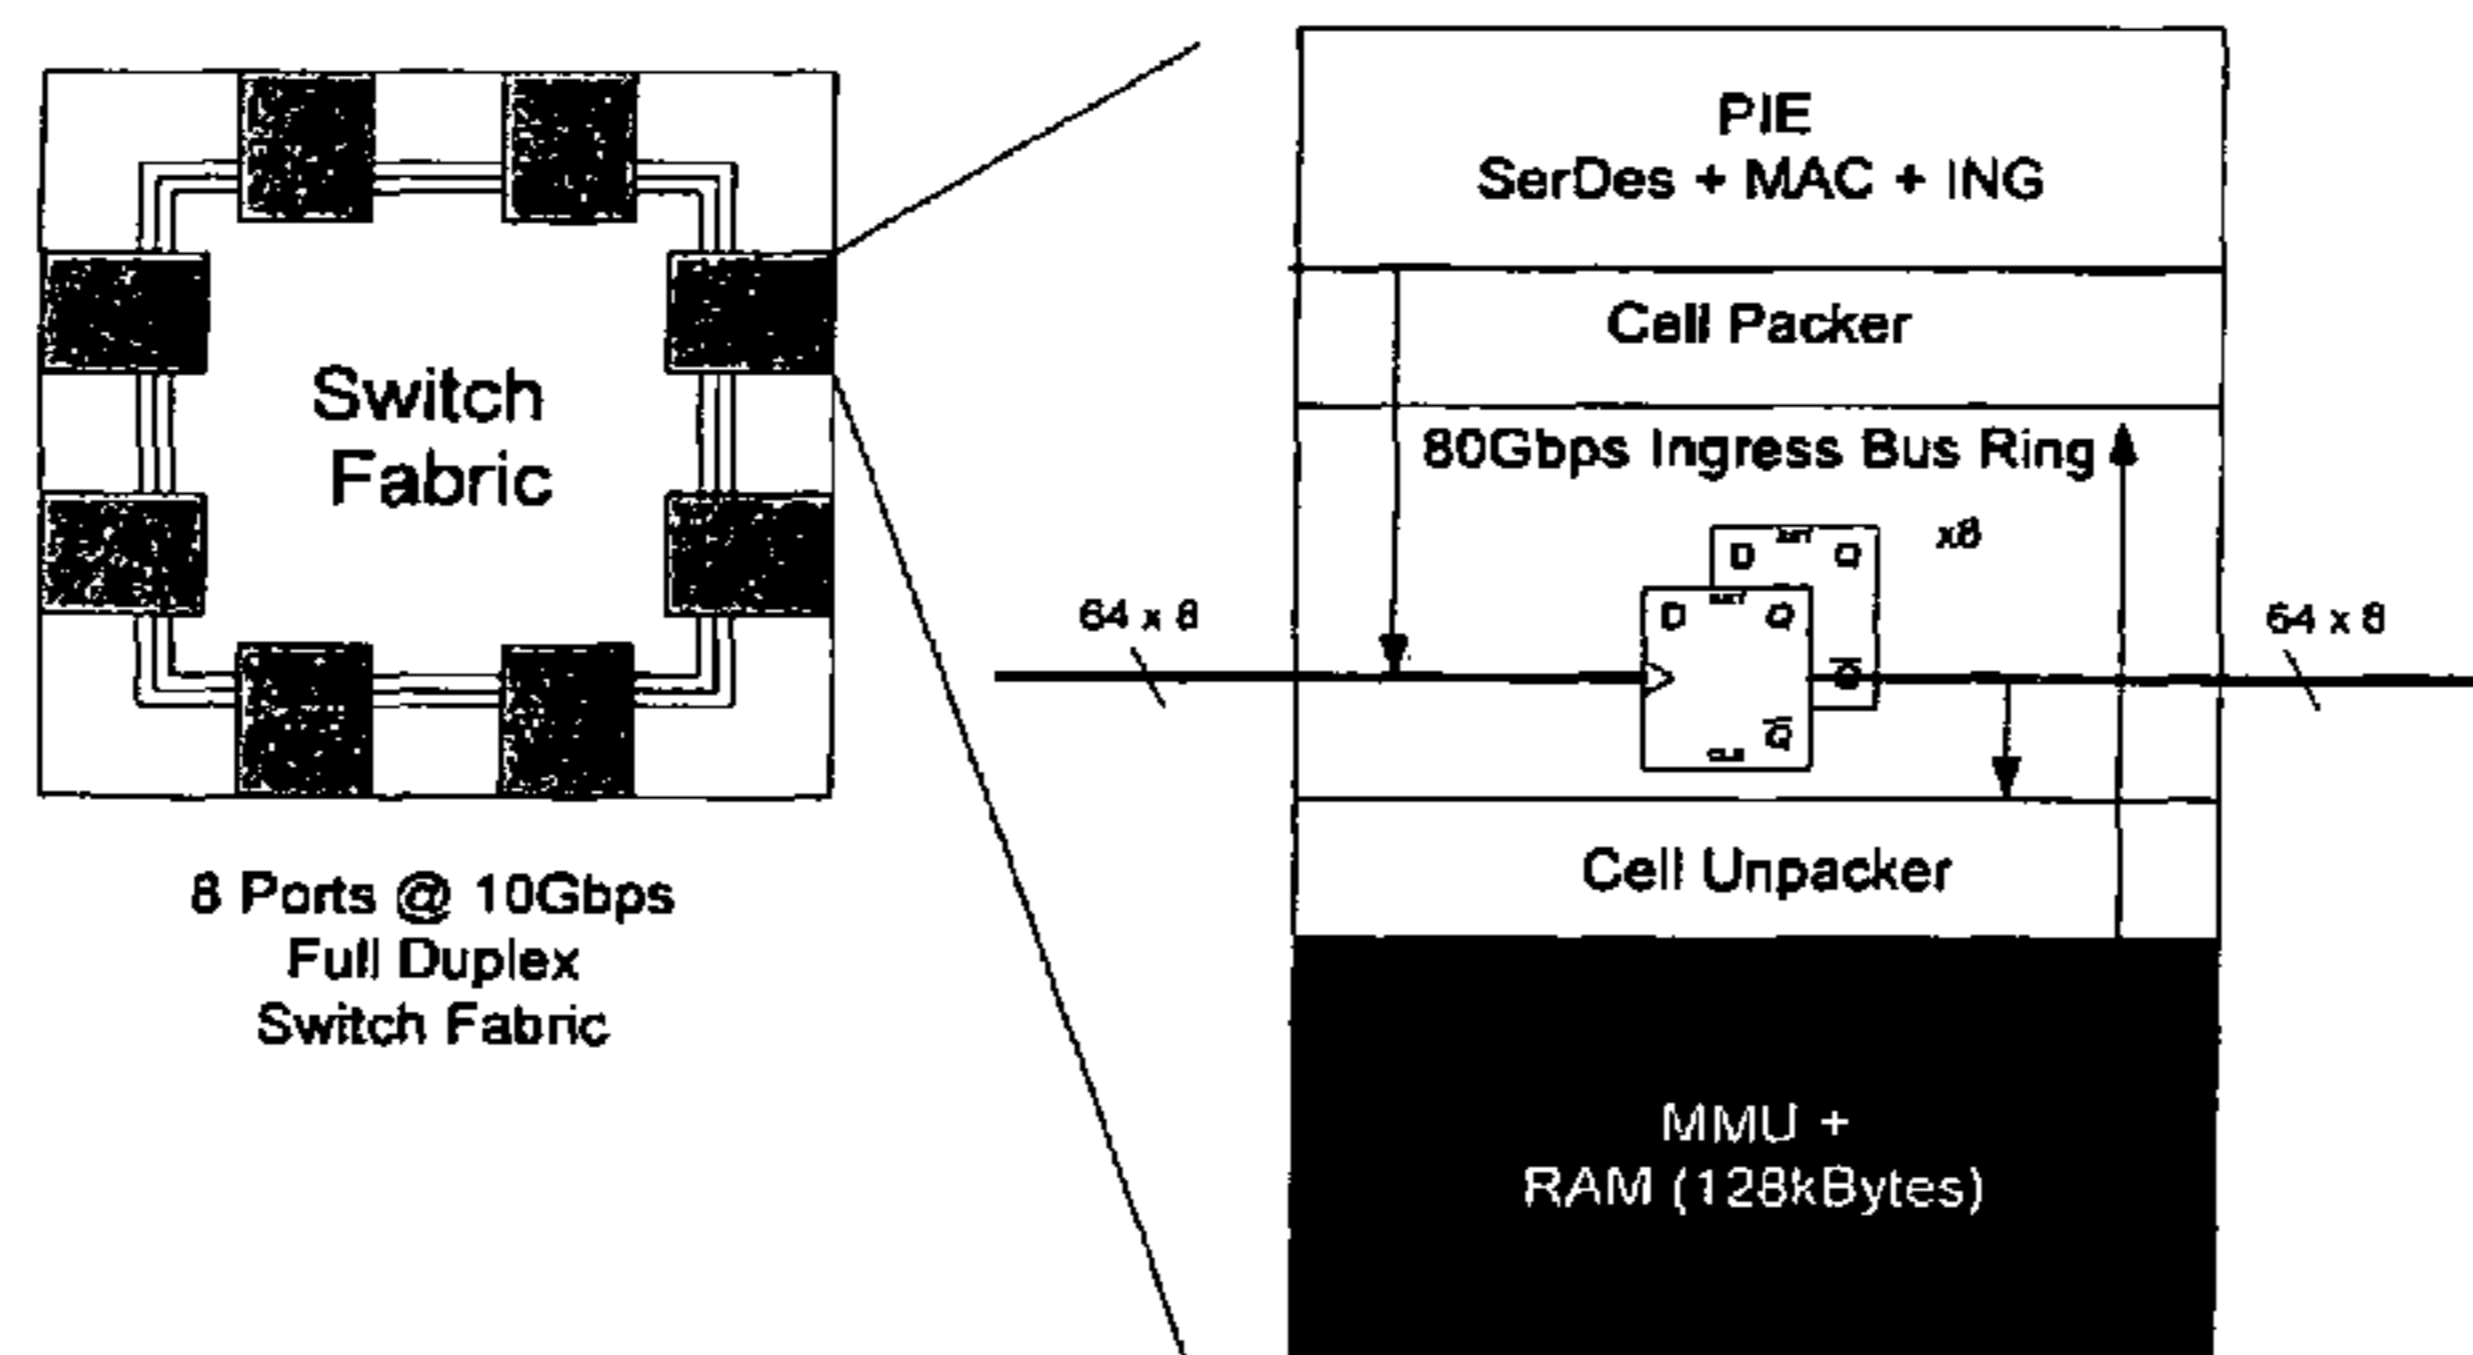 Switch
Fabric
8 Ports @ 10Gbps
Full Duplex
Switch Fabric
PIE
SerDes + MAC + ING
Cell Packer
80Gbps Ingress Bus Ring
x8
D Q
D Q
Q
Q
64 x 8
64 x 8
Cell Unpacker
MMU +
RAM (128kBytes)